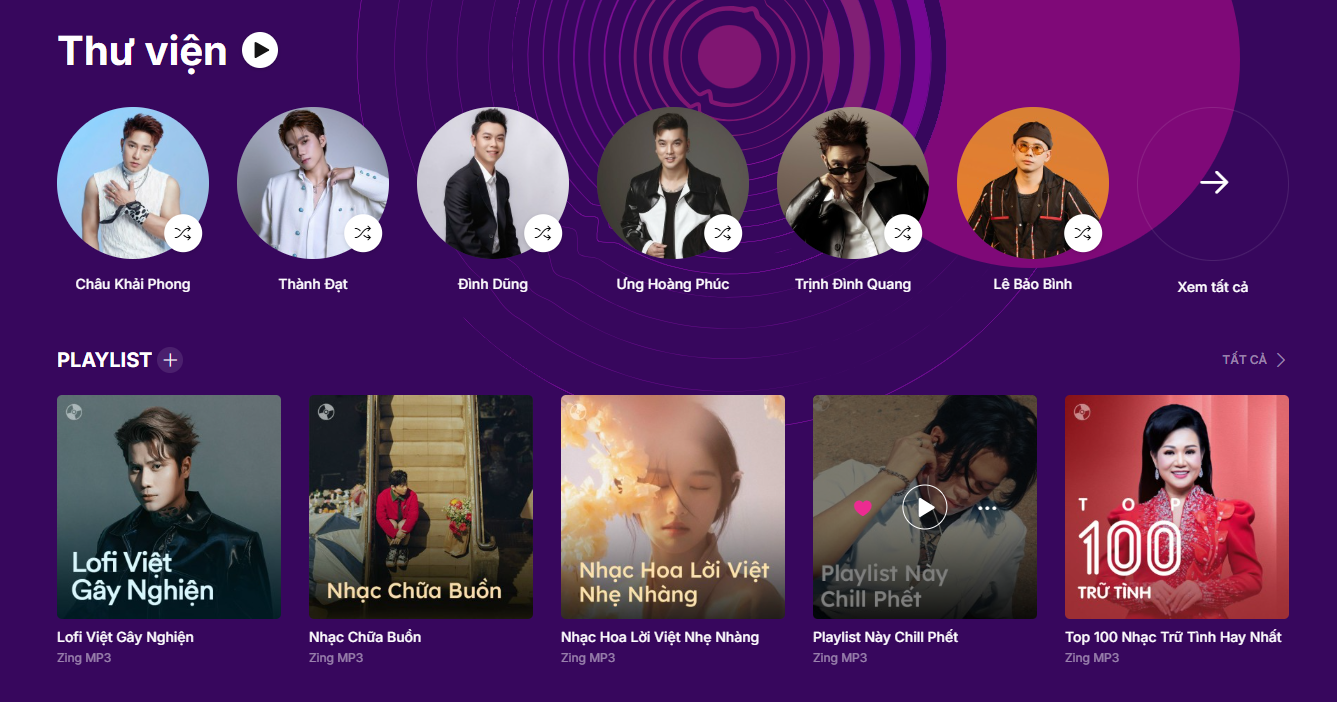 Thư viện
Châu Khải Phong
Thành Đạt
Đình Dũng
Ưng Hoàng Phúc
Trịnh Đình Quang
Lê Bảo Bình
Xem tất cả
PLAYLIST
TẤT CẢ
Lofi Việt
Gây Nghiện
Nhạc Chữa Buồn
Nhạc Hoa Lời Việt
Nhẹ Nhàng
Playlist Này
Chill Phết
TOP
100
TRỮ TÌNH
Lofi Việt Gây Nghiện
Nhạc Chữa Buồn
Nhạc Hoa Lời Việt Nhẹ Nhàng
Playlist Này Chill Phết
Top 100 Nhạc Trữ Tình Hay Nhất
Zing MP3
Zing MP3
Zing MP3
Zing MP3
Zing MP3